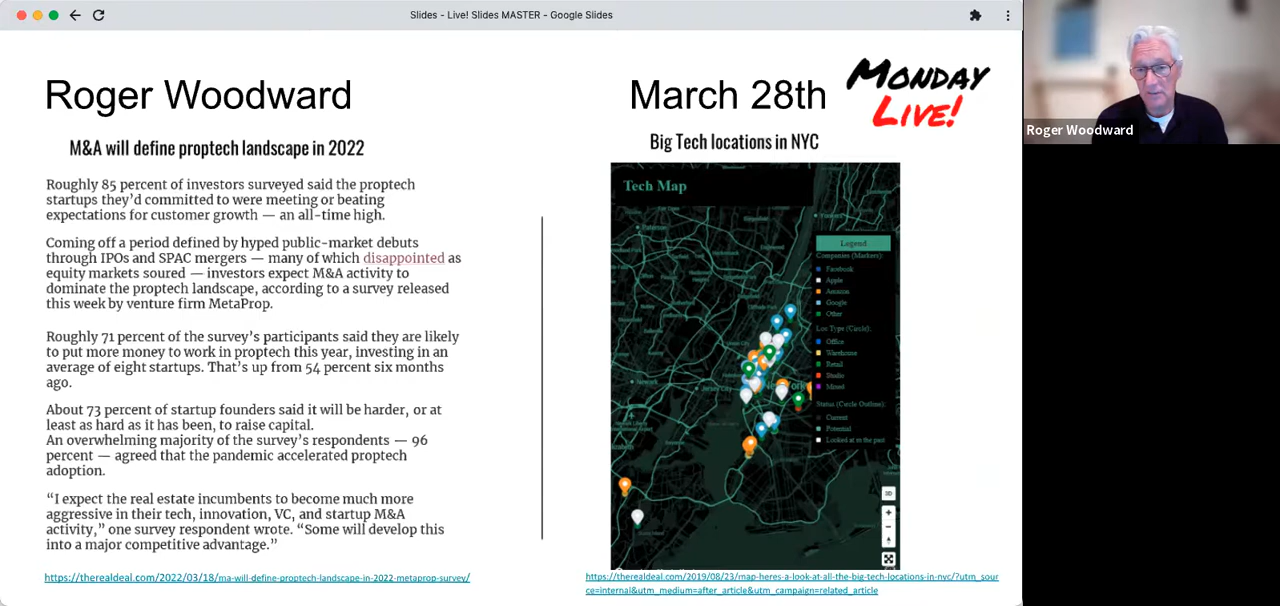 Slides - Live! Slides MASTER - Google Slides
Roger Woodward
March 28th
MONDAY
LIVE!
Roger Woodward
M&A will define proptech landscape in 2022
Roughly 85 percent of investors surveyed said the proptech
startups they’d committed to were meeting or beating
expectations for customer growth — an all-time high.
Coming off a period defined by hyped public-market debuts
through IPOs and SPAC mergers — many of which disappointed as
equity markets soured — investors expect M&A activity to
dominate the proptech landscape, according to a survey released
this week by venture firm MetaProp.
Roughly 71 percent of the survey’s participants said they are likely
to put more money to work in proptech this year, investing in an
average of eight startups. That’s up from 54 percent six months
ago.
About 73 percent of startup founders said it will be harder, or at
least as hard as it has been, to raise capital.
An overwhelming majority of the survey’s respondents — 96
percent — agreed that the pandemic accelerated proptech
adoption.
“I expect the real estate incumbents to become much more
aggressive in their tech, innovation, VC, and startup M&A
activity,” one survey respondent wrote. “Some will develop this
into a major competitive advantage.”
https://therealdeal.com/2022/03/18/ma-will-define-proptech-landscape-in-2022-metaprop-survey/
Big Tech locations in NYC
Tech Map
Legend
Companies (Markers):
Facebook
Apple
Amazon
Google
Other
Loc Type (Circle):
Office
Warehouse
Retail
Studio
Mixed
Status (Circle Outline):
Current
Potential
Looked at in the past
3D
https://therealdeal.com/2019/08/23/map-heres-a-look-at-all-the-big-tech-locations-in-nyc/?utm_sour
ce=internal&utm_medium=after_article&utm_campaign=related_article